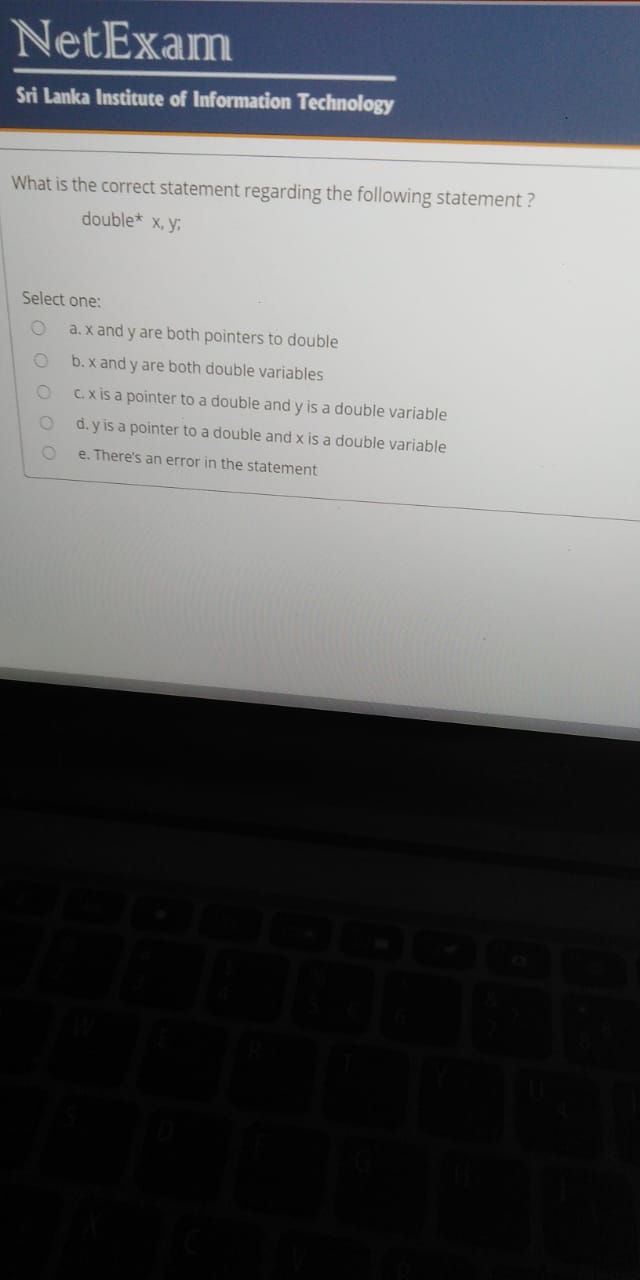 NetExam
Sri Lanka Institute of Information Technology
What is the correct statement regarding the following statement ?
double* x, y;
Select one:
a. x and y are both pointers to double
b. x and y are both double variables
c. x is a pointer to a double and y is a double variable
d. y is a pointer to a double and x is a double variable
e. There's an error in the statement
W E R T Y U
S D F G H J
X C V